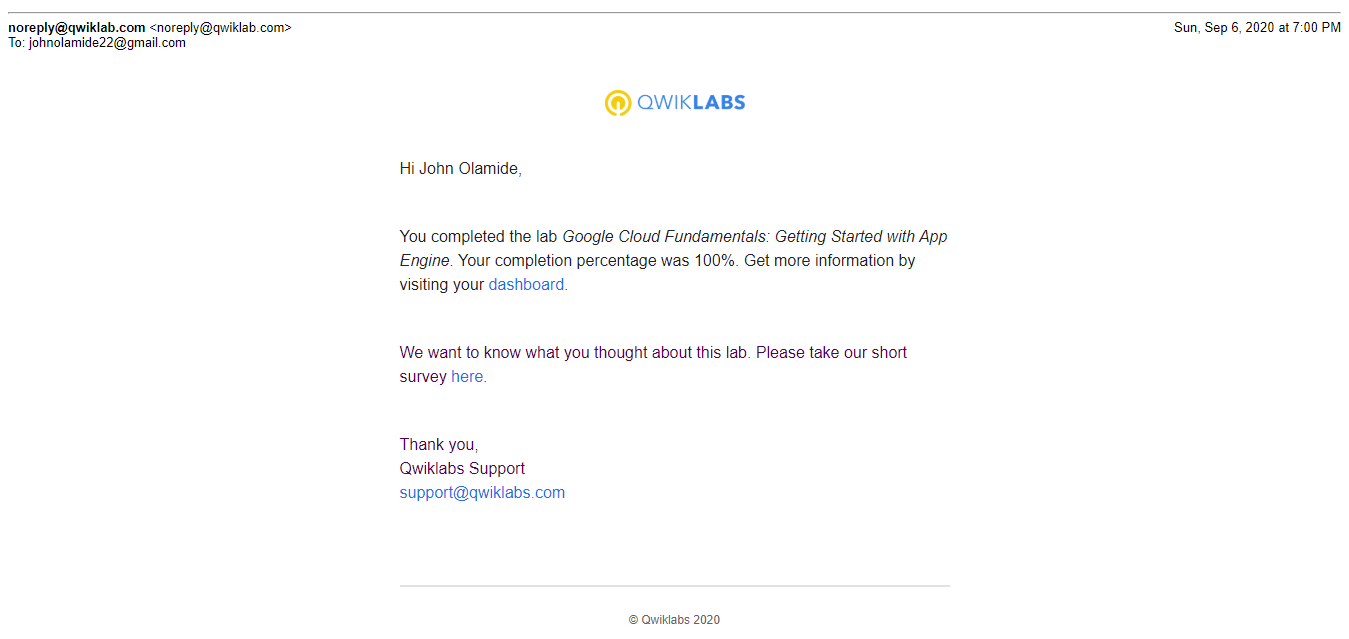 noreply@qwiklab.com <noreply@qwiklab.com>
Sun, Sep 6, 2020 at 7:00 PM
To: johnolamide22@gmail.com
QWIKLABS
Hi John Olamide,
You completed the lab Google Cloud Fundamentals: Getting Started with App
Engine. Your completion percentage was 100%. Get more information by
visiting your dashboard.
We want to know what you thought about this lab. Please take our short
survey here.
Thank you,
Qwiklabs Support
support@qwiklabs.com
© Qwiklabs 2020